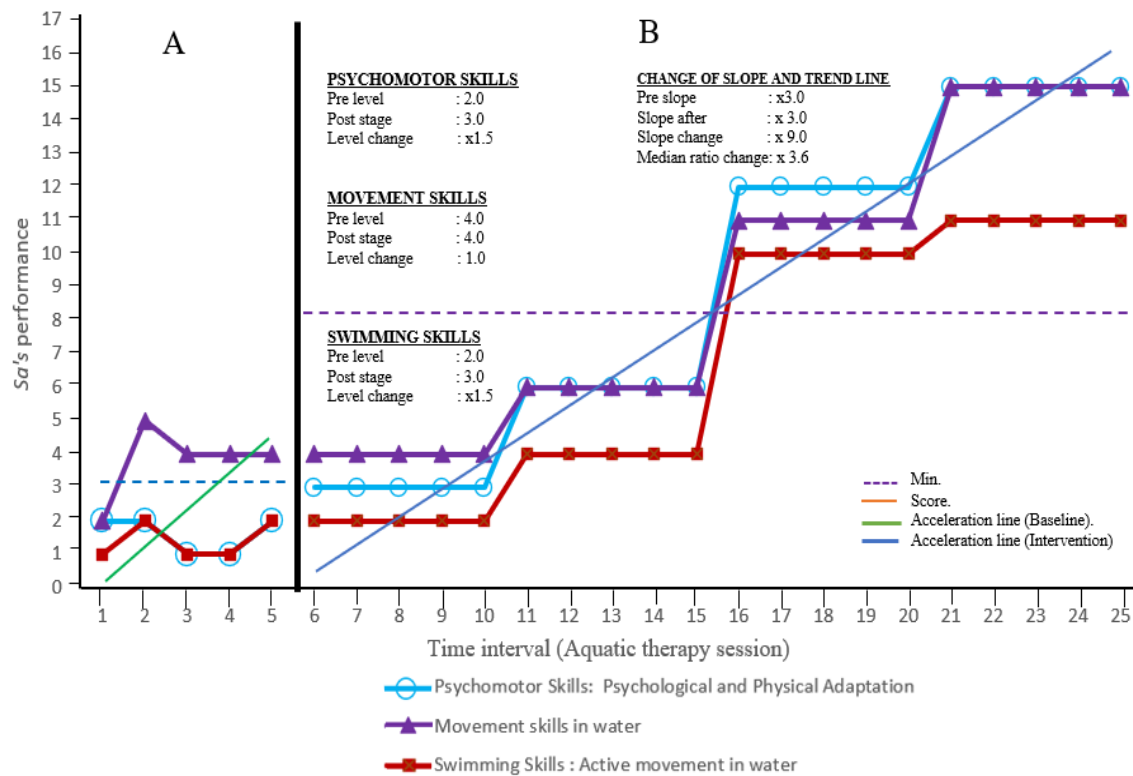 A
B
17
16
15
14
13
12
11
10
9
8
7
6
5
4
3
2
1
0
Sa's performance
PSYCHOMOTOR SKILLS
Pre level : 2.0
Post stage : 3.0
Level change : x1.5
MOVEMENT SKILLS
Pre level : 4.0
Post stage : 4.0
Level change : 1.0
SWIMMING SKILLS
Pre level : 2.0
Post stage : 3.0
Level change : x1.5
CHANGE OF SLOPE AND TREND LINE
Pre slope : x3.0
Slope after : x 3.0
Slope change : x 9.0
Median ratio change: x 3.6
Min.
Score.
Acceleration line (Baseline).
Acceleration line (Intervention)
1 2 3 4 5 6 7 8 9 10 11 12 13 14 15 16 17 18 19 20 21 22 23 24 25
Time interval (Aquatic therapy session)
Psychomotor Skills: Psychological and Physical Adaptation
Movement skills in water
Swimming Skills : Active movement in water